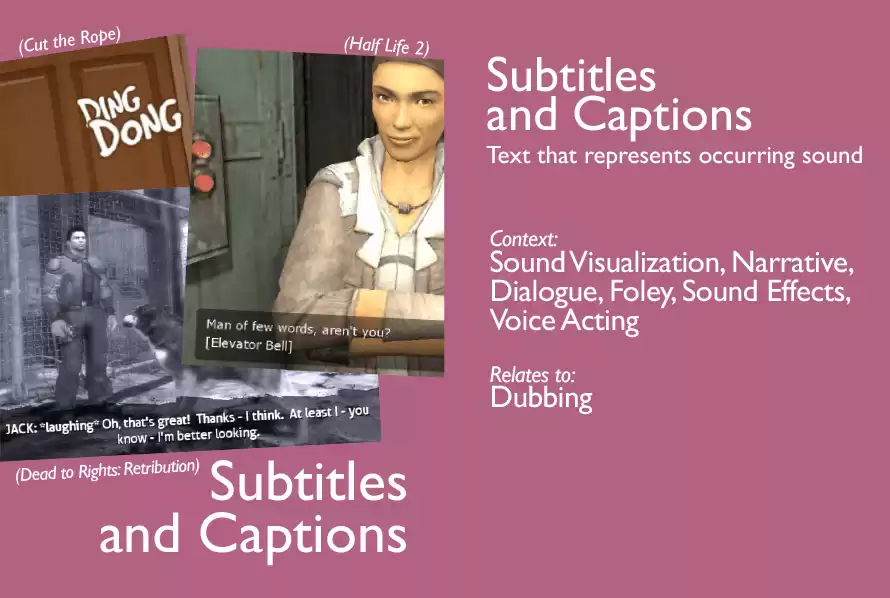 (Cut the Rope)
(Half Life 2)
DING
DONG
Man of few words, aren't you?
[Elevator Bell]
JACK: *laughing* Oh, that's great! Thanks - I think. At least I - you
know - I'm better looking.
(Dead to Rights: Retribution)
Subtitles
and Captions
Subtitles
and Captions
Text that represents occurring sound
Context:
Sound Visualization, Narrative,
Dialogue, Foley, Sound Effects,
Voice Acting
Relates to:
Dubbing